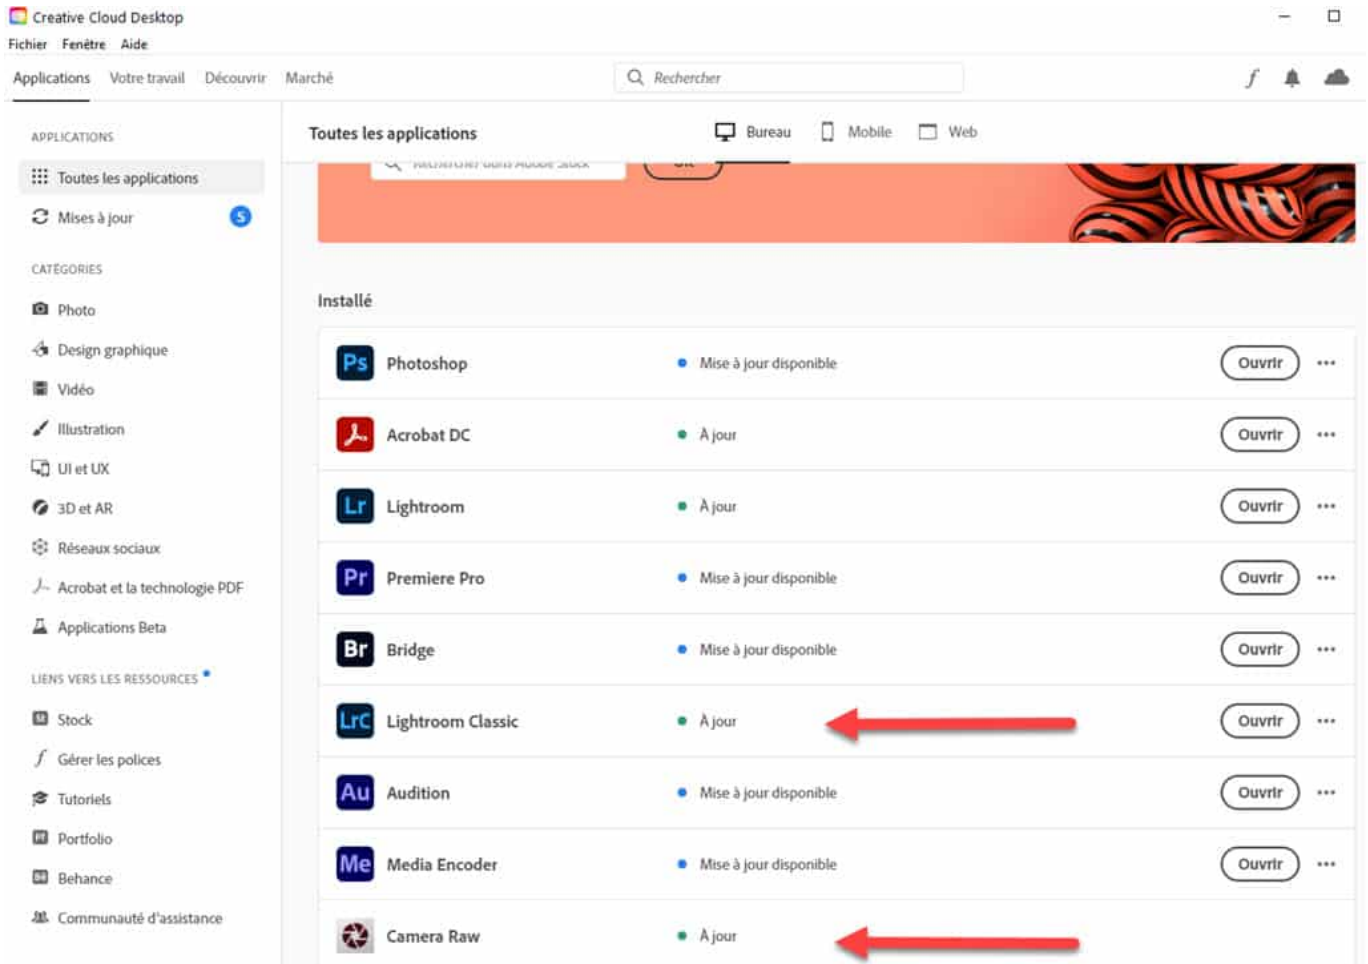 Creative Cloud Desktop
Fichier Fenêtre Aide
Applications Votre travail Découvrir Marché Rechercher
APPLICATIONS
Toutes les applications
Mises à jour 5
CATÉGORIES
Photo
Design graphique
Vidéo
Illustration
UI et UX
3D et AR
Réseaux sociaux
Acrobat et la technologie PDF
Applications Beta
LIENS VERS LES RESSOURCES
St Stock
Gérer les polices
Tutoriels
Portfolio
Behance
Communauté d'assistance
Toutes les applications Bureau Mobile Web
Rechercher dans Adobe Stock
Installé
Ps Photoshop Mise à jour disponible Ouvrir
Acrobat DC À jour Ouvrir
Lr Lightroom À jour Ouvrir
Pr Premiere Pro Mise à jour disponible Ouvrir
Br Bridge Mise à jour disponible Ouvrir
LrC Lightroom Classic À jour Ouvrir
Au Audition Mise à jour disponible Ouvrir
Me Media Encoder Mise à jour disponible Ouvrir
Camera Raw À jour